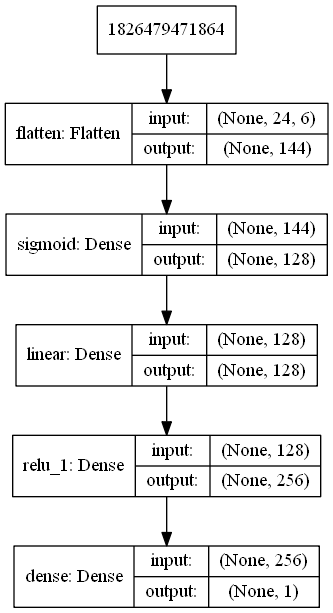 1826479471864
flatten: Flatten
input: (None, 24, 6)
output: (None, 144)
sigmoid: Dense
input: (None, 144)
output: (None, 128)
linear: Dense
input: (None, 128)
output: (None, 128)
relu_1: Dense
input: (None, 128)
output: (None, 256)
dense: Dense
input: (None, 256)
output: (None, 1)